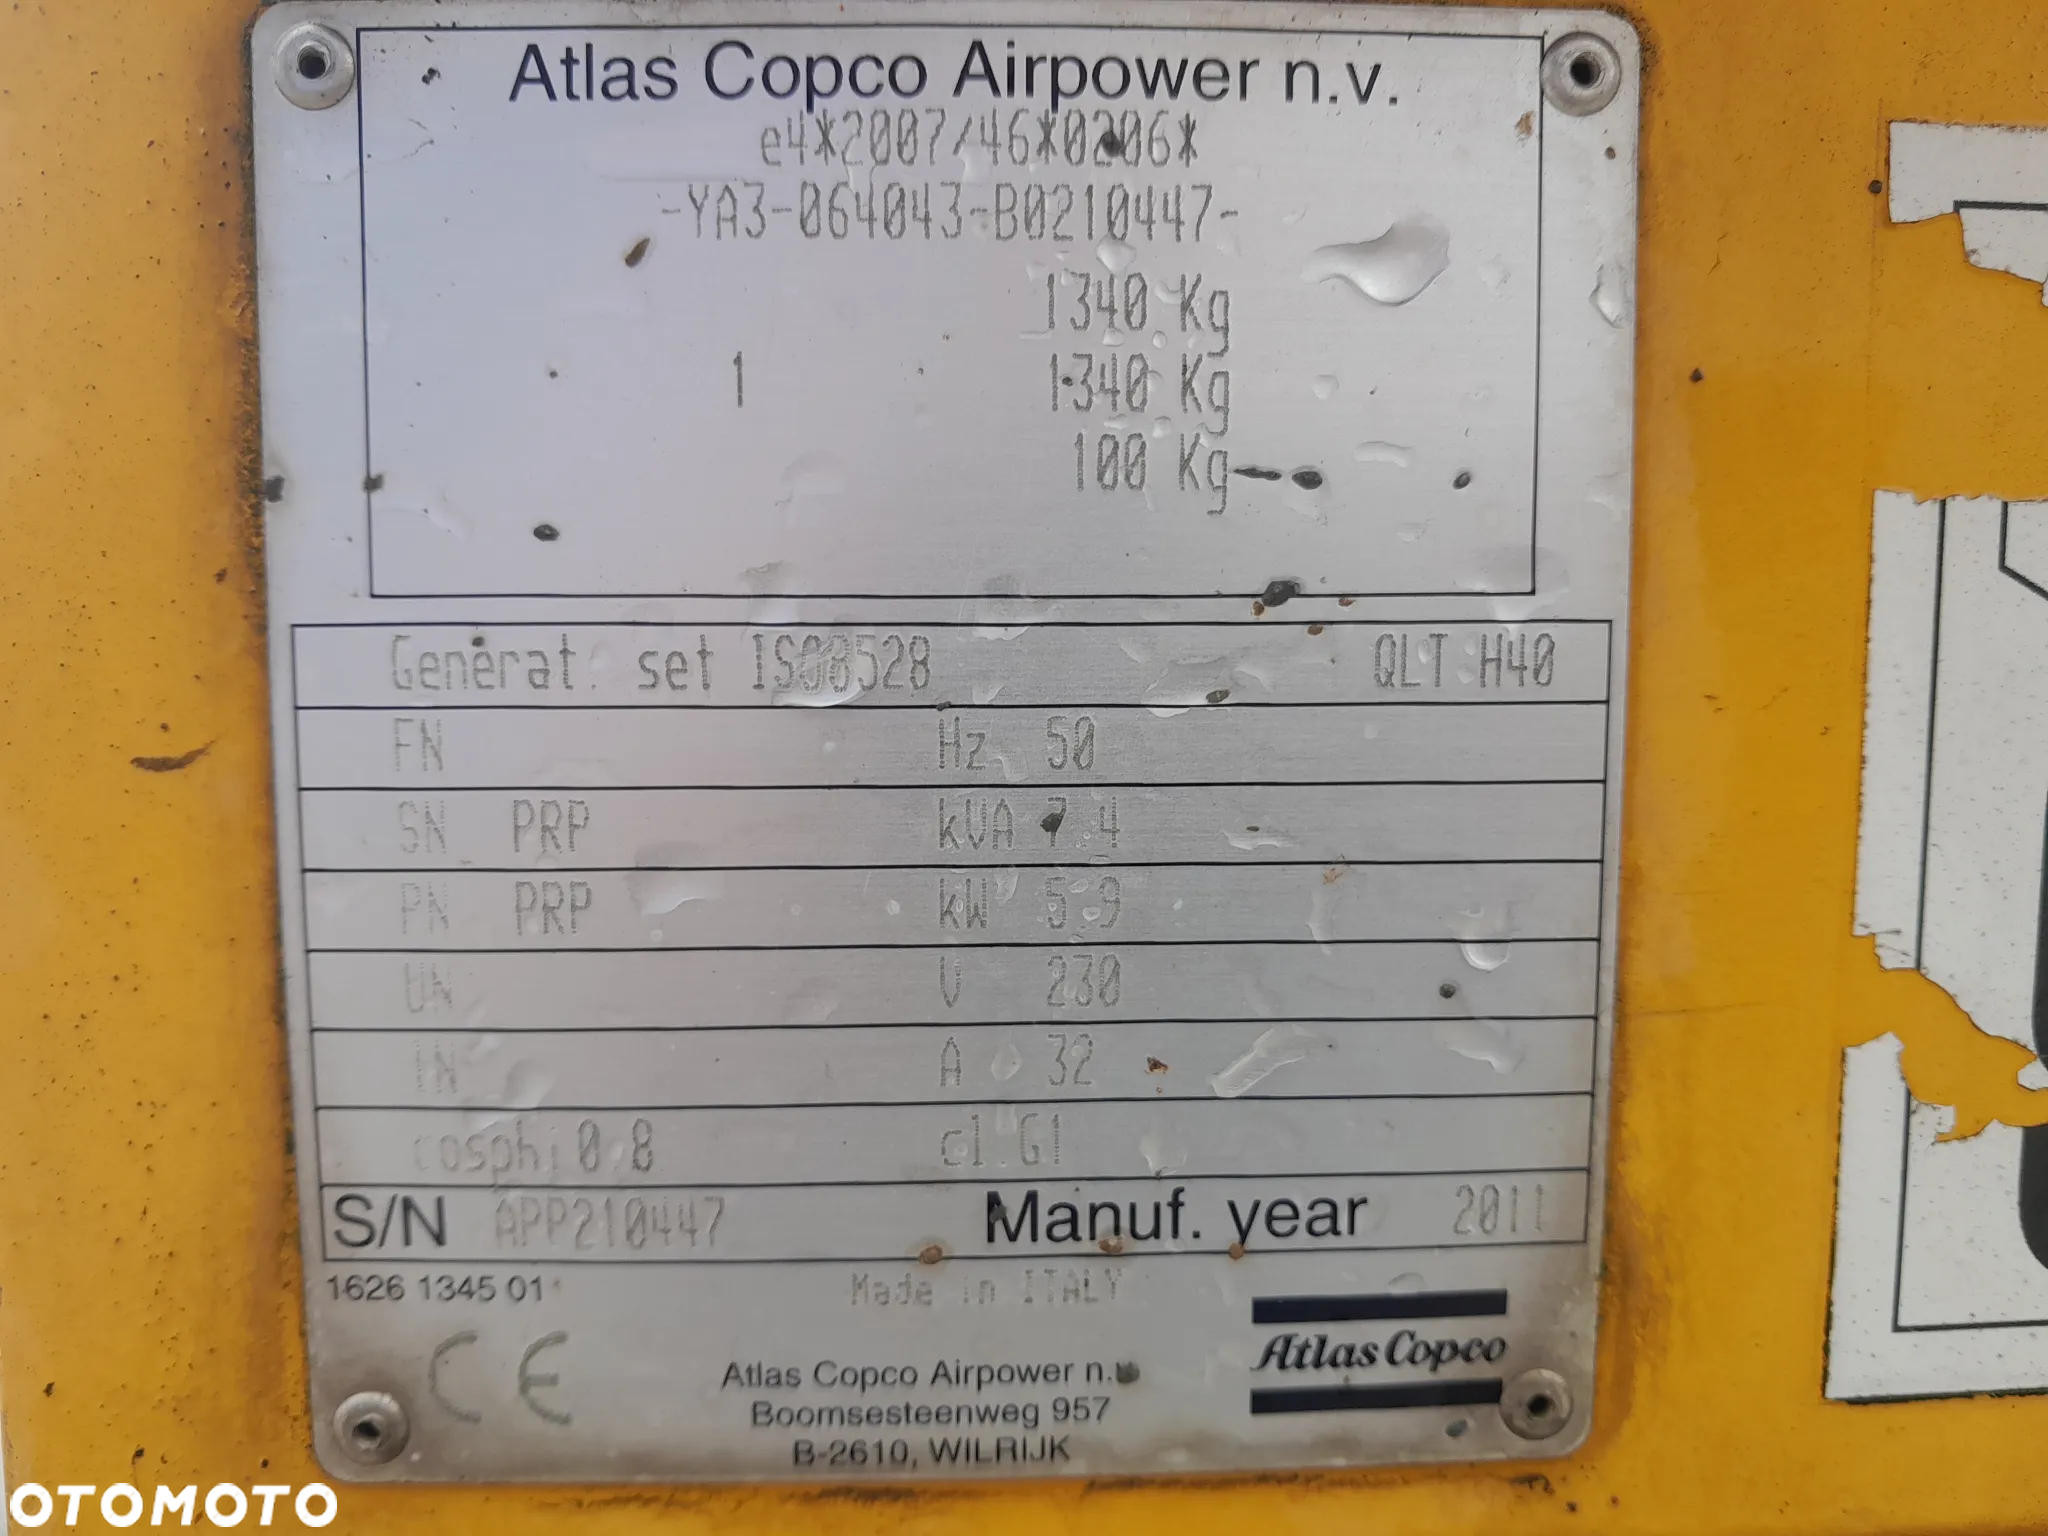 Atlas Copco Airpower n.v.
e4*2007/46*0206*
-YA3-064043-B0210447-
1340 Kg
1 1340 Kg
100 Kg
Generat. set ISO8528 QLT H40
FN Hz 50
SN PRP kVA 7.4
PN PRP kW 5.9
UN V 230
IN A 32
cosphi 0.8 cl.G1
S/N APP210447 Manuf. year 2011
1626 1345 01
Made in ITALY
CE
Atlas Copco Airpower n.v.
Boomsesteenweg 957
B-2610, WILRIJK
Atlas Copco
OTOMOTO